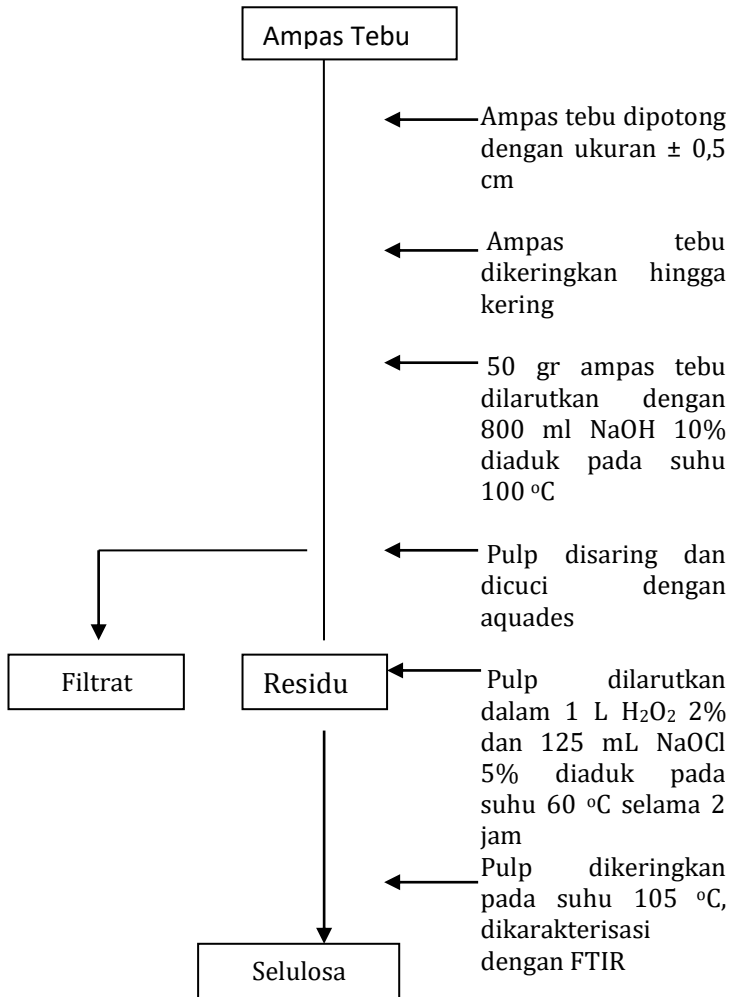 Ampas Tebu
Ampas tebu dipotong
dengan ukuran ± 0,5
cm
Ampas tebu
dikeringkan hingga
kering
50 gr ampas tebu
dilarutkan dengan
800 ml NaOH 10%
diaduk pada suhu
100 ᵒC
Pulp disaring dan
dicuci dengan
aquades
Filtrat
Residu
Pulp dilarutkan
dalam 1 L H₂O₂ 2%
dan 125 mL NaOCl
5% diaduk pada
suhu 60 ᵒC selama 2
jam
Pulp dikeringkan
pada suhu 105 ᵒC,
dikarakterisasi
dengan FTIR
Selulosa